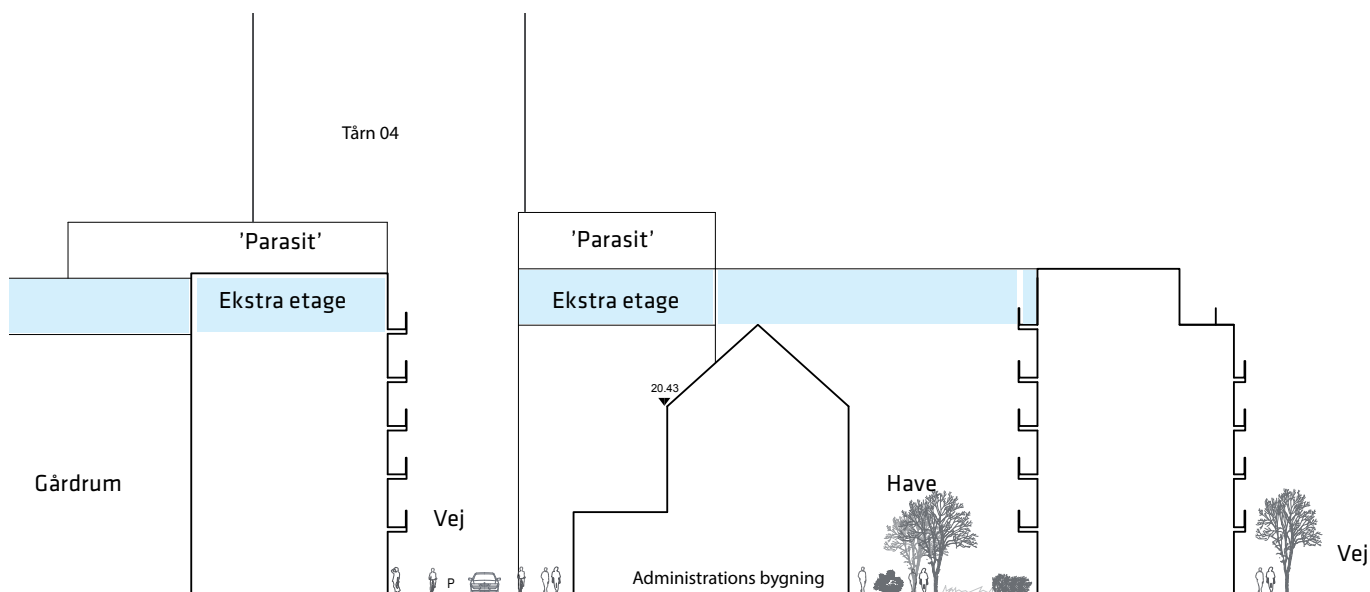 Tårn 04
’Parasit’
’Parasit’
Ekstra etage
Ekstra etage
20.43
Gårdrum
Have
Vej
Vej
P
Administrations bygning